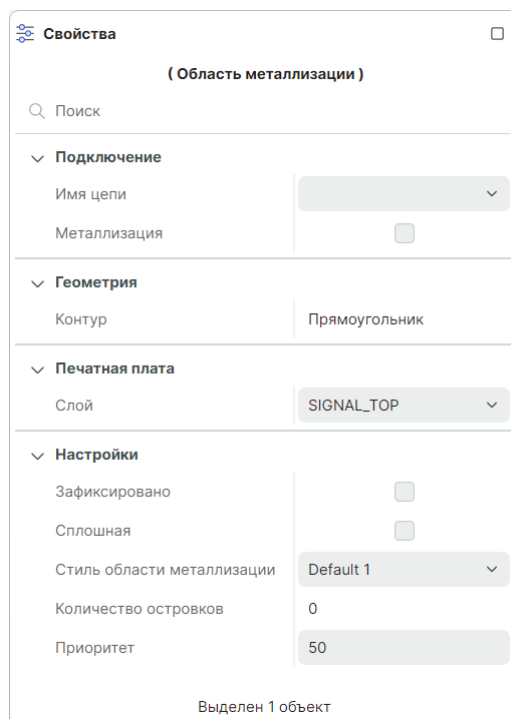 Свойства
( Область металлизации )
Поиск
Подключение
Имя цепи
Металлизация
Геометрия
Контур Прямоугольник
Печатная плата
Слой SIGNAL_TOP
Настройки
Зафиксировано
Сплошная
Стиль области металлизации Default 1
Количество островков 0
Приоритет 50
Выделен 1 объект